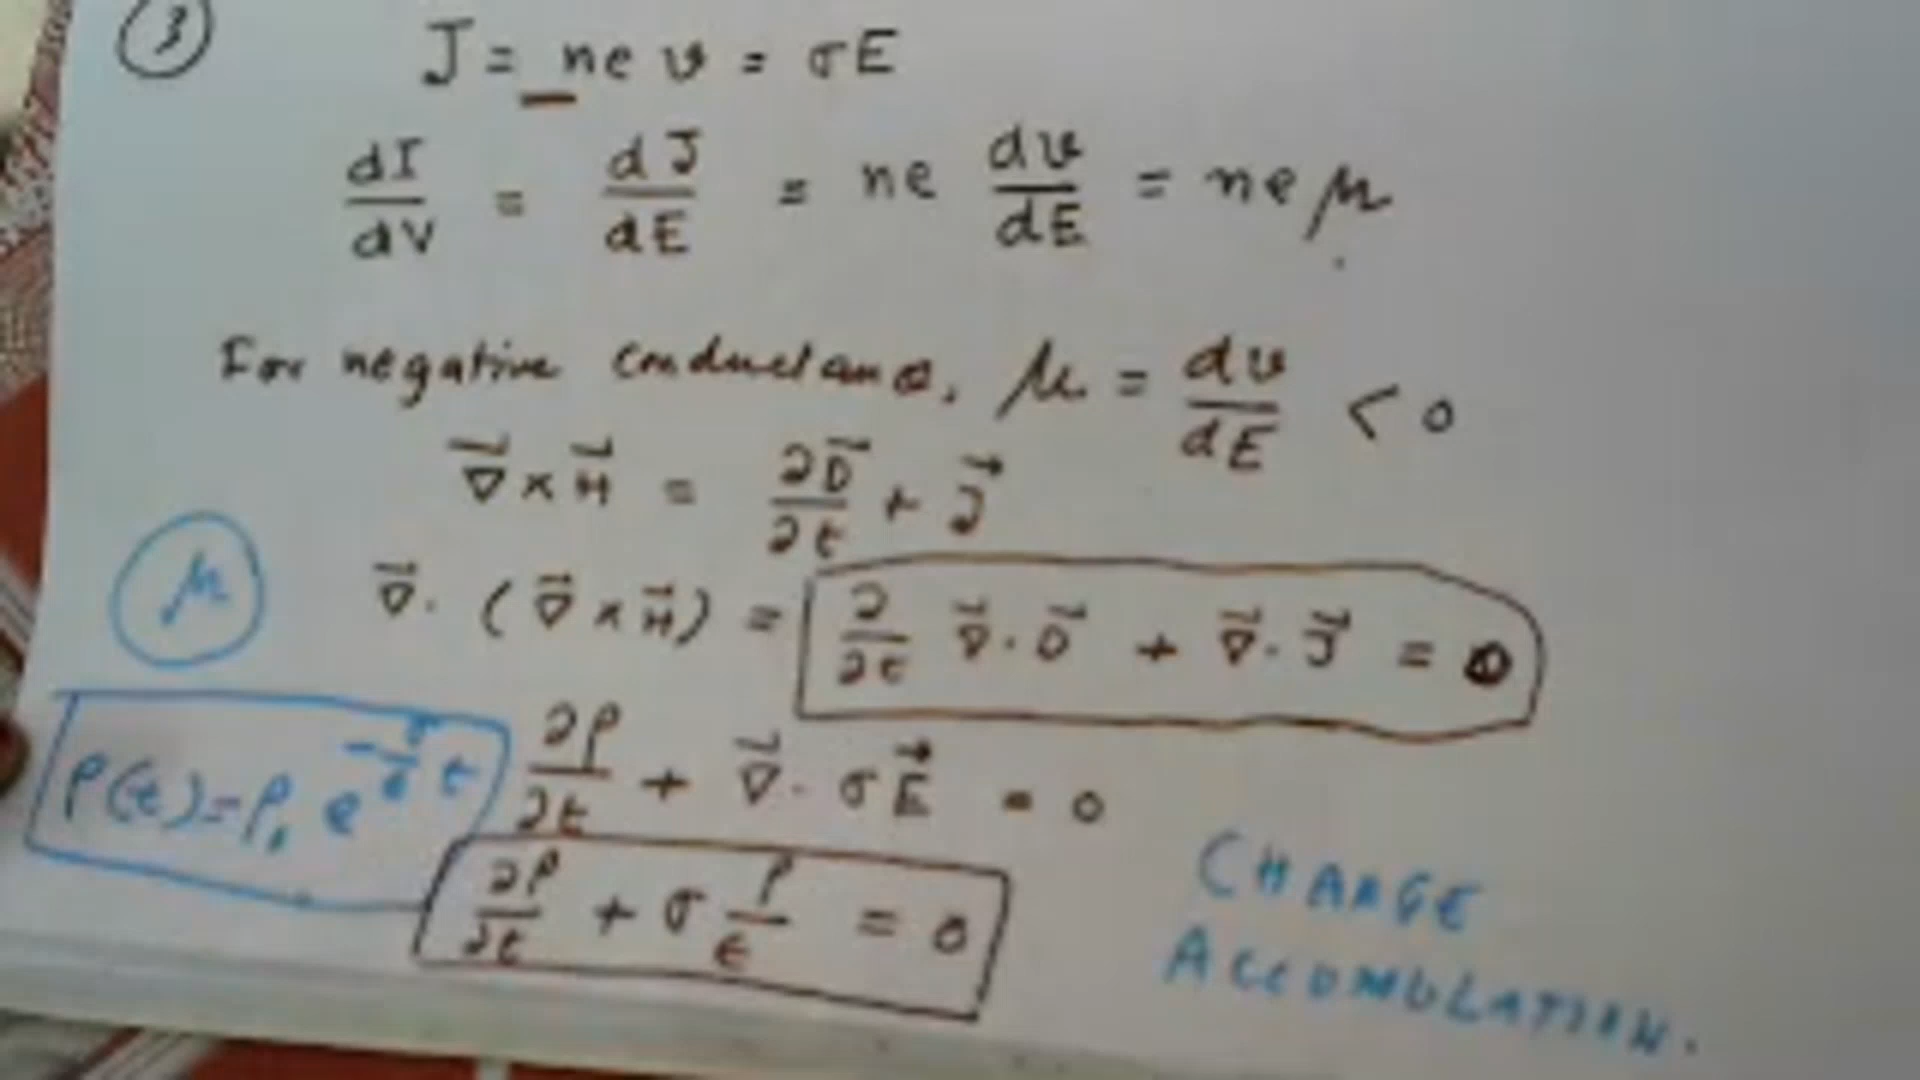 3
J = ne v = σE
dI/dV = dJ/dE = ne dv/dE = ne μ
For negative conductance, μ = dv/dE < 0
∇⃗ × H⃗ = ∂D⃗/∂t + J⃗
μ
∇⃗ · (∇⃗ × H⃗) = ∂/∂t ∇⃗ · D⃗ + ∇⃗ · J⃗ = 0
∂ρ/∂t + ∇⃗ · σE⃗ = 0
ρ(t) = ρ₀ e^(-σ/ε t)
∂ρ/∂t + σ ρ/ε = 0
CHARGE
ACCUMULATION.